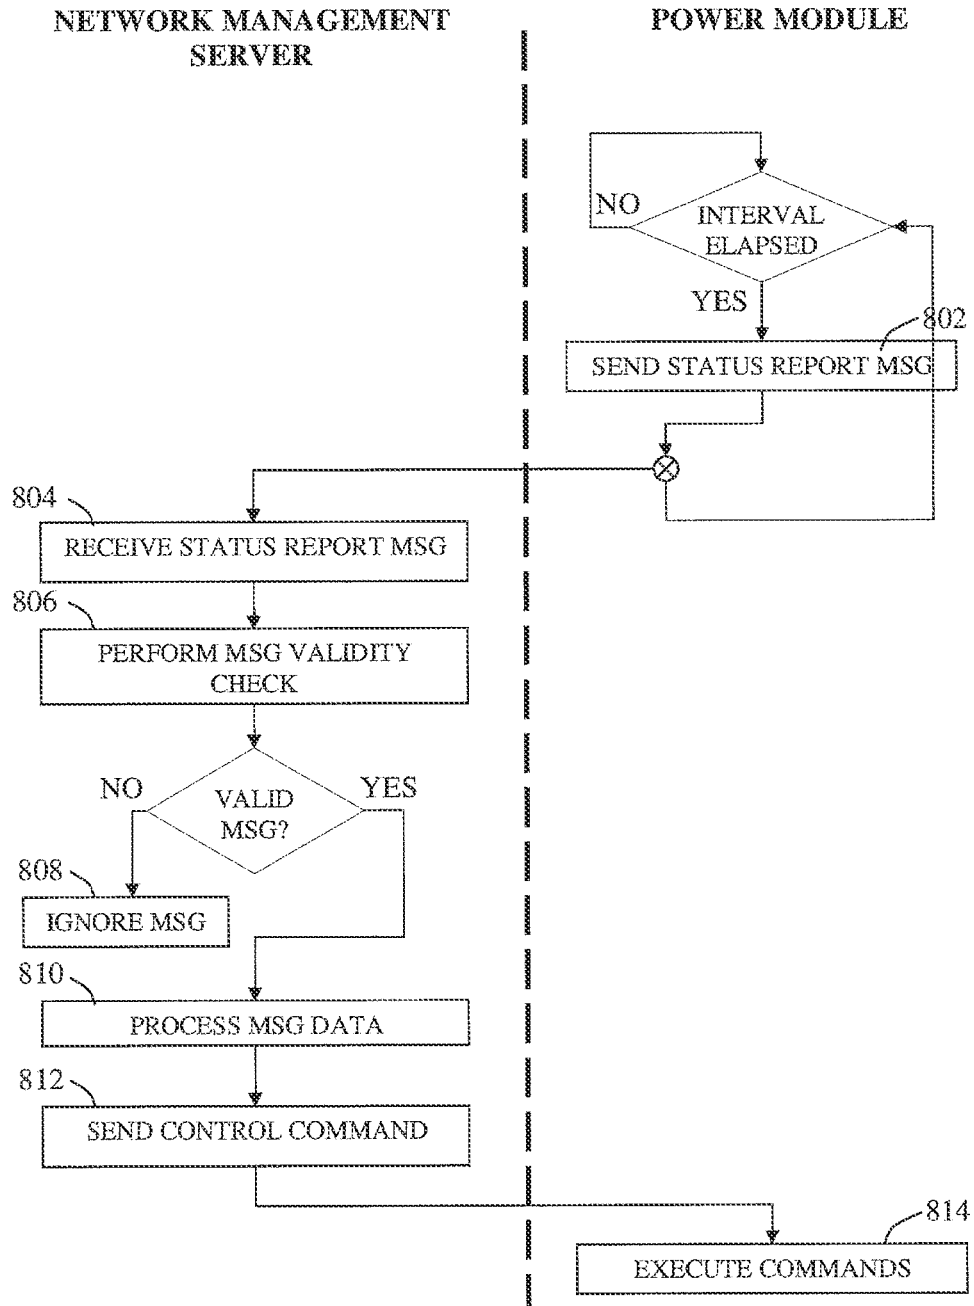 NETWORK MANAGEMENT
SERVER
POWER MODULE
NO
INTERVAL
ELAPSED
YES
802
SEND STATUS REPORT MSG
804
RECEIVE STATUS REPORT MSG
806
PERFORM MSG VALIDITY
CHECK
NO
YES
VALID
MSG?
808
IGNORE MSG
810
PROCESS MSG DATA
812
SEND CONTROL COMMAND
814
EXECUTE COMMANDS